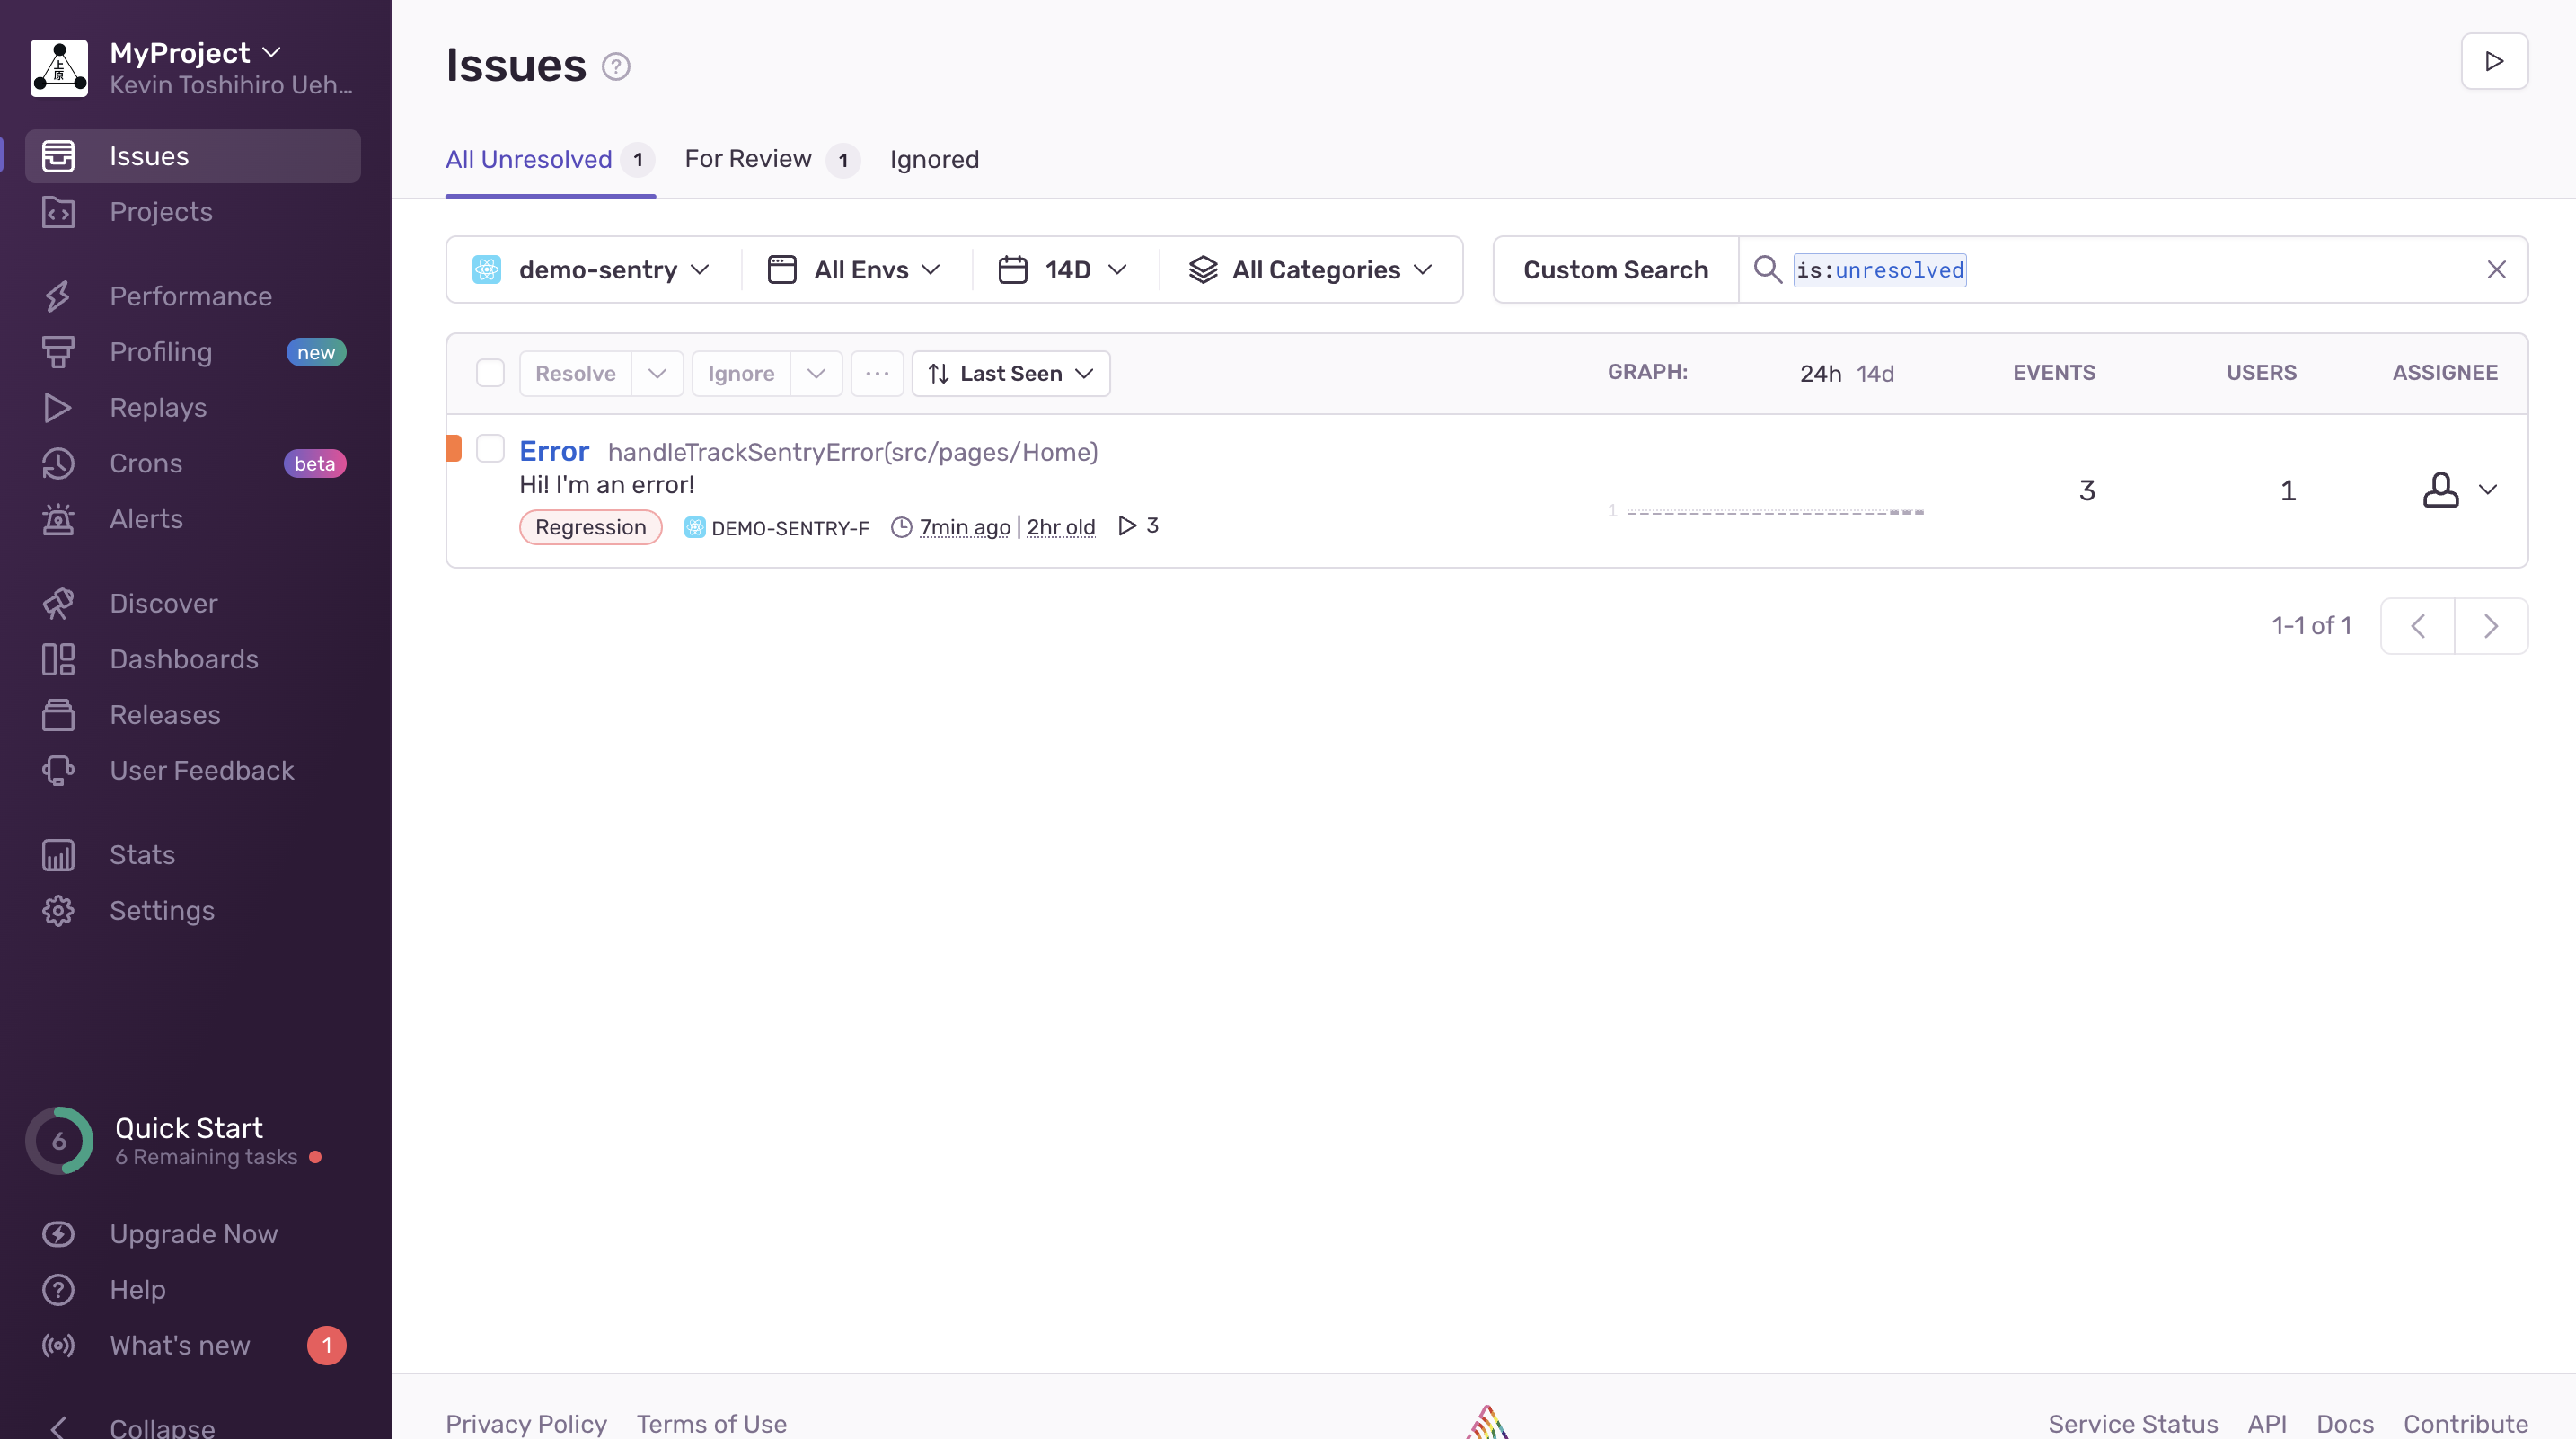 上
原
MyProject
Kevin Toshihiro Ueh...
Issues
Projects
Performance
Profiling new
Replays
Crons beta
Alerts
Discover
Dashboards
Releases
User Feedback
Stats
Settings
6
Quick Start
6 Remaining tasks
Upgrade Now
? Help
What's new 1
Collapse
Issues ?
All Unresolved 1 For Review 1 Ignored
demo-sentry All Envs 14D All Categories Custom Search is:unresolved
Resolve Ignore ... Last Seen GRAPH: 24h 14d EVENTS USERS ASSIGNEE
Error handleTrackSentryError(src/pages/Home)
Hi! I'm an error!
Regression DEMO-SENTRY-F 7min ago | 2hr old 3
1 3 1
1-1 of 1
Privacy Policy Terms of Use Service Status API Docs Contribute